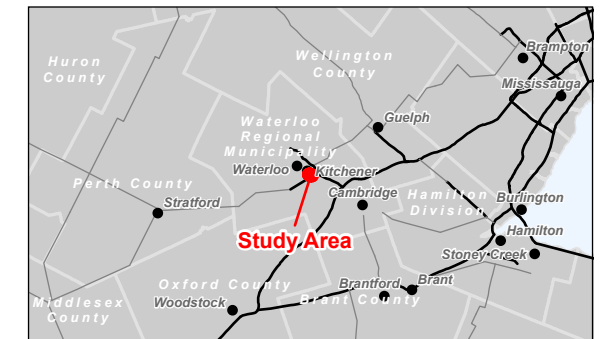 Brampton
Huron
County
Wellington
County
Mississauga
Guelph
Waterloo
Regional
Municipality
Waterloo
Kitchener
Perth County
Cambridge
Hamilton
Division
Burlington
Stratford
Hamilton
Study Area
Stoney Creek
Oxford County
Brantford
Brant
Middlesex
County
Woodstock
Brant County